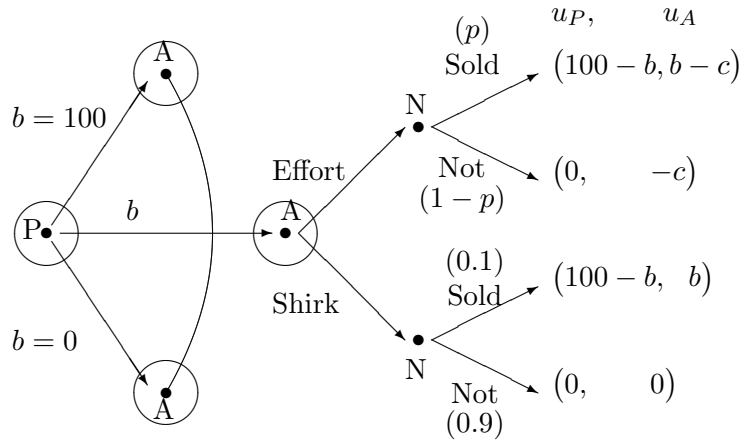 u_P, u_A
(p)
Sold
(100 − b, b − c)
A
N
b = 100
Effort
Not
(1 − p)
(0, −c)
P
b
A
(0.1)
Sold
(100 − b, b)
Shirk
b = 0
N
Not
(0.9)
(0, 0)
A